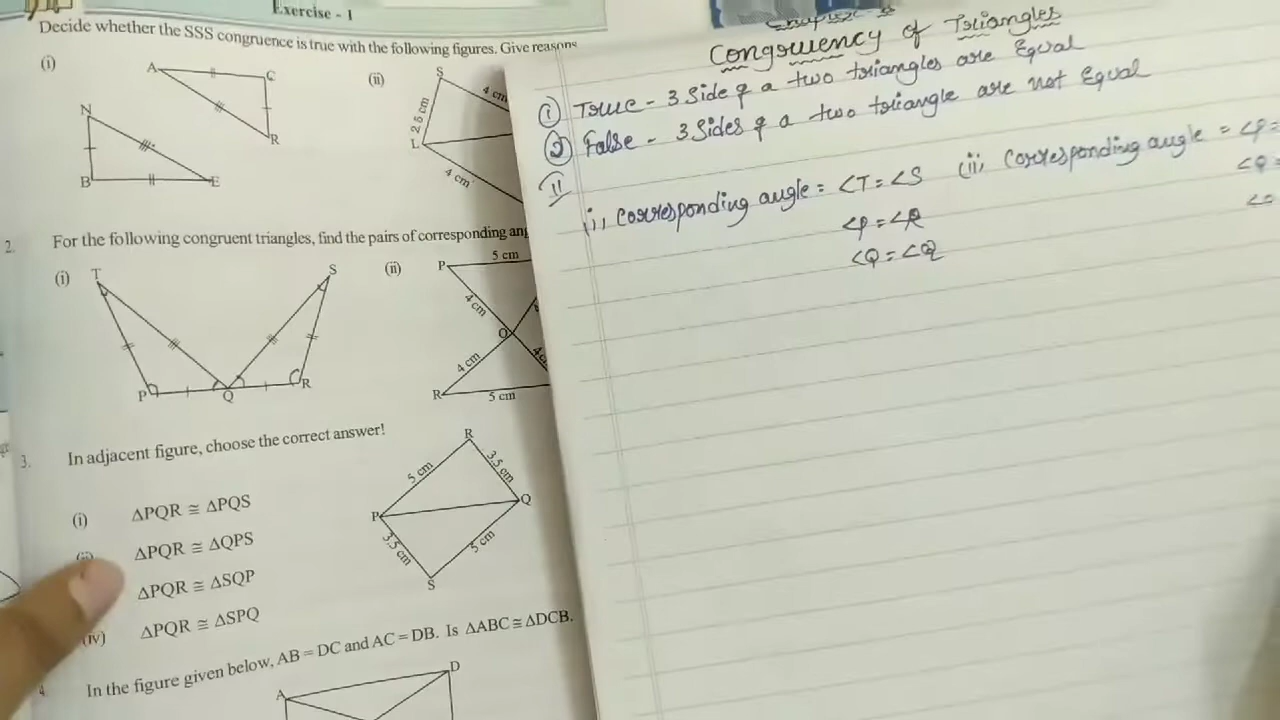 Exercise - 1
Decide whether the SSS congruence is true with the following figures. Give reasons
(i)
A
C
R
N
B
E
(ii)
S
4 cm
2.5 cm
L
4 cm
2. For the following congruent triangles, find the pairs of corresponding ang
(i)
T
S
P
Q
R
(ii)
P
5 cm
4 cm
Q
4 cm
R
5 cm
3. In adjacent figure, choose the correct answer!
(i) ΔPQR ≅ ΔPQS
(ii) ΔPQR ≅ ΔQPS
ΔPQR ≅ ΔSQP
(iv) ΔPQR ≅ ΔSPQ
R
5 cm
3.5 cm
P
Q
3.5 cm
5 cm
S
4. In the figure given below, AB = DC and AC = DB. Is ΔABC ≅ ΔDCB.
A
D
Congruency of Triangles
① True - 3 Side of a two triangles are Equal
② False - 3 Sides of a two triangle are not Equal
II
(i) Corresponding angle = ∠T = ∠S (ii) Corresponding angle = ∠P =
∠P = ∠R ∠Q =
∠Q = ∠Q